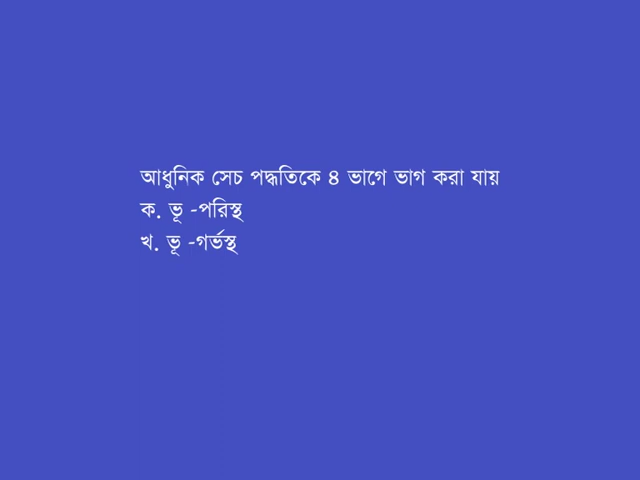 আধুনিক সেচ পদ্ধতিকে ৪ ভাগে ভাগ করা যায়
ক. ভূ -পরিস্থ
খ. ভূ -গর্ভস্থ